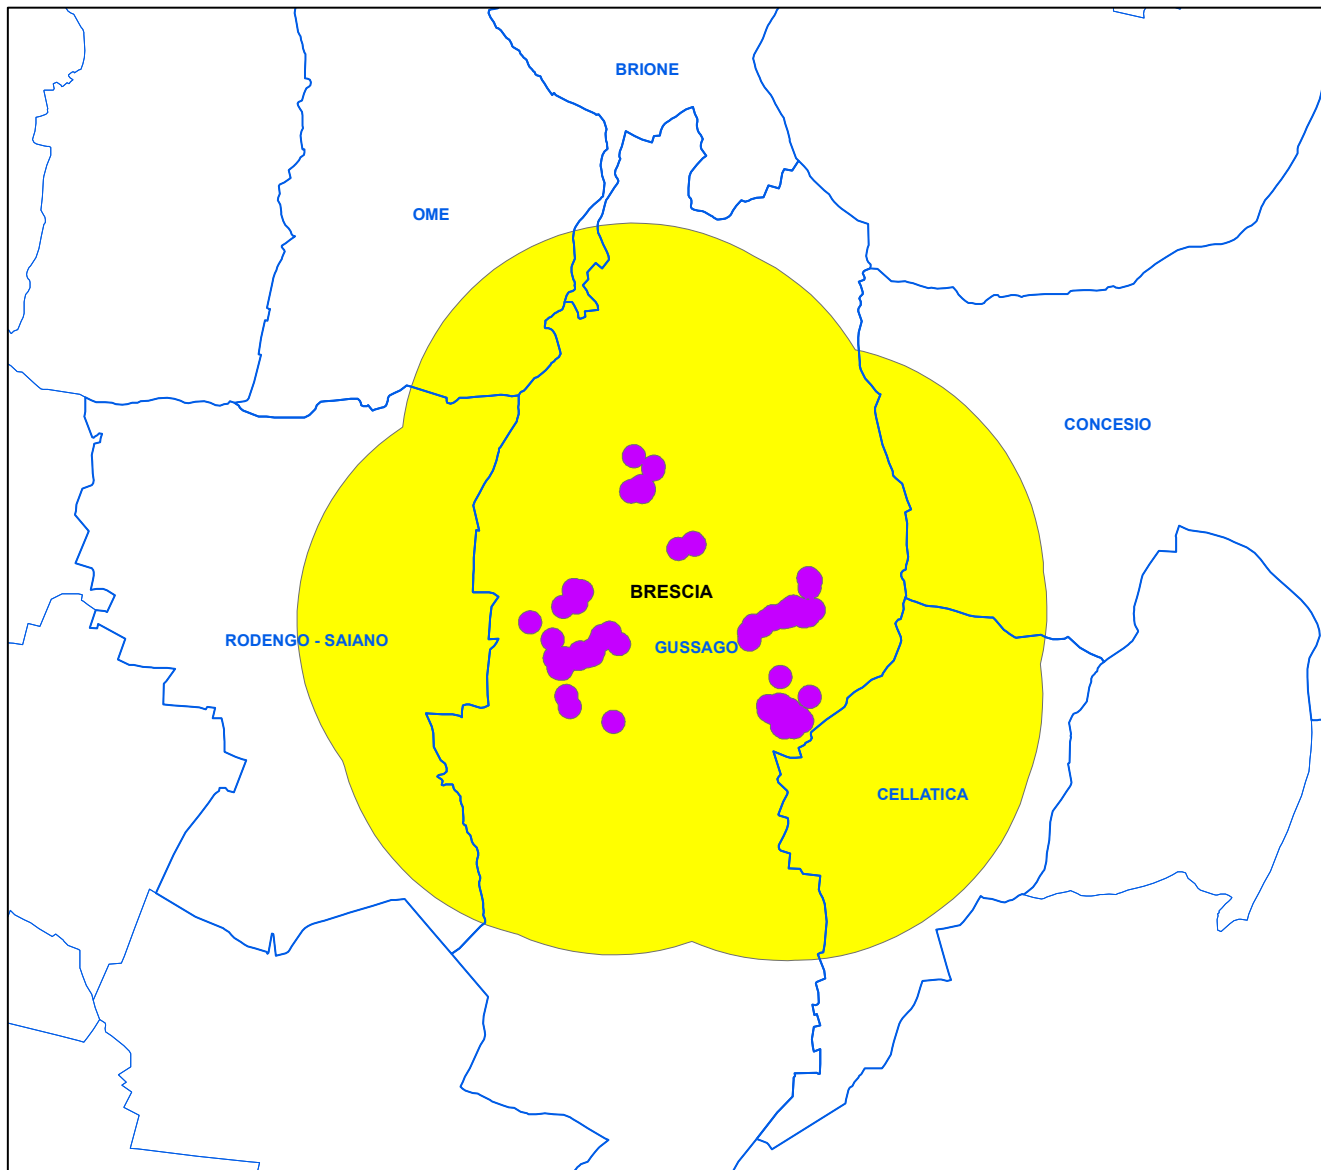 BRIONE
OME
CONCESIO
BRESCIA
RODENGO - SAIANO
GUSSAGO
CELLATICA